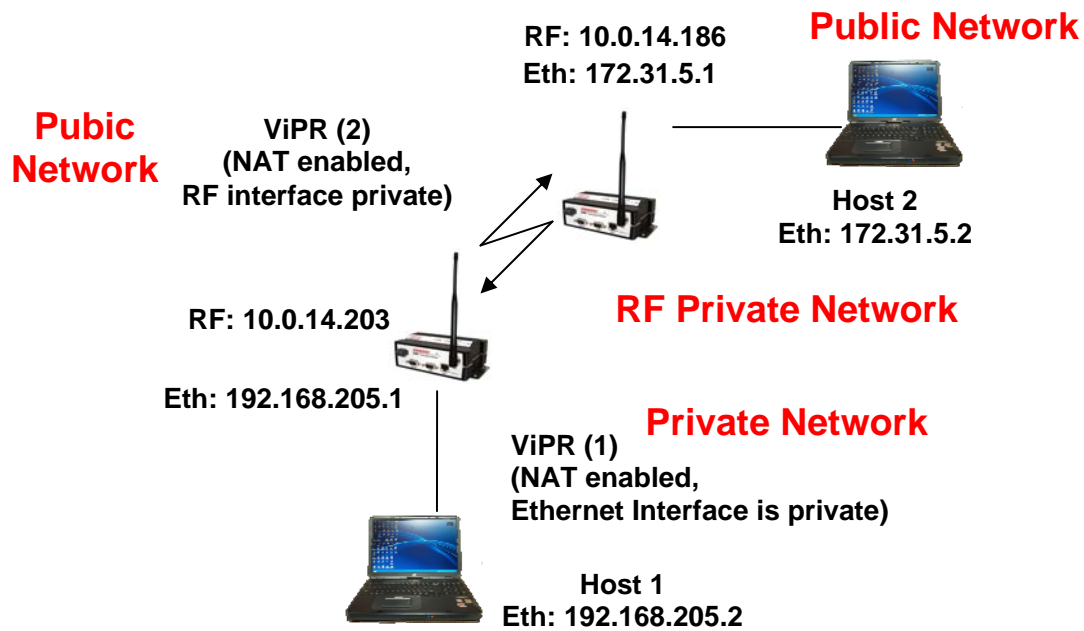 RF: 10.0.14.186
Eth: 172.31.5.1
Public Network
Pubic
Network
ViPR (2)
(NAT enabled,
RF interface private)
Host 2
Eth: 172.31.5.2
RF: 10.0.14.203
RF Private Network
Eth: 192.168.205.1
Private Network
ViPR (1)
(NAT enabled,
Ethernet Interface is private)
Host 1
Eth: 192.168.205.2